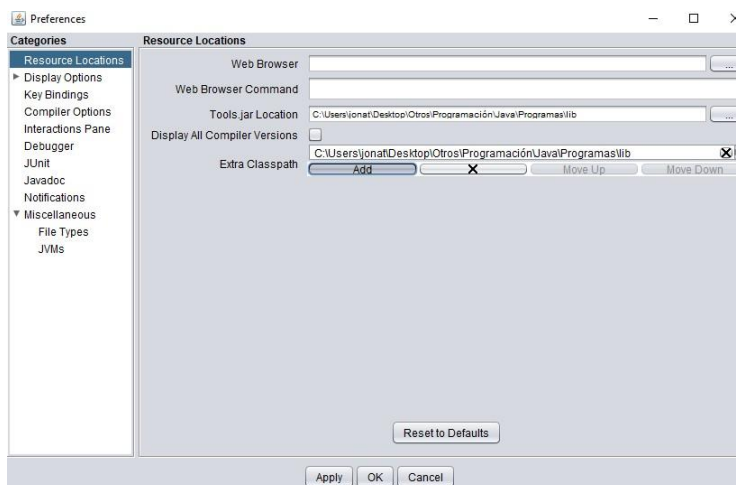 Preferences
Categories
Resource Locations
Display Options
Key Bindings
Compiler Options
Interactions Pane
Debugger
JUnit
Javadoc
Notifications
Miscellaneous
File Types
JVMs
Resource Locations
Web Browser
...
Web Browser Command
Tools.jar Location C:\Users\jonat\Desktop\Otros\Programación\Java\Programas\lib ...
Display All Compiler Versions
C:\Users\jonat\Desktop\Otros\Programación\Java\Programas\lib
Extra Classpath
Add X Move Up Move Down
Reset to Defaults
Apply OK Cancel